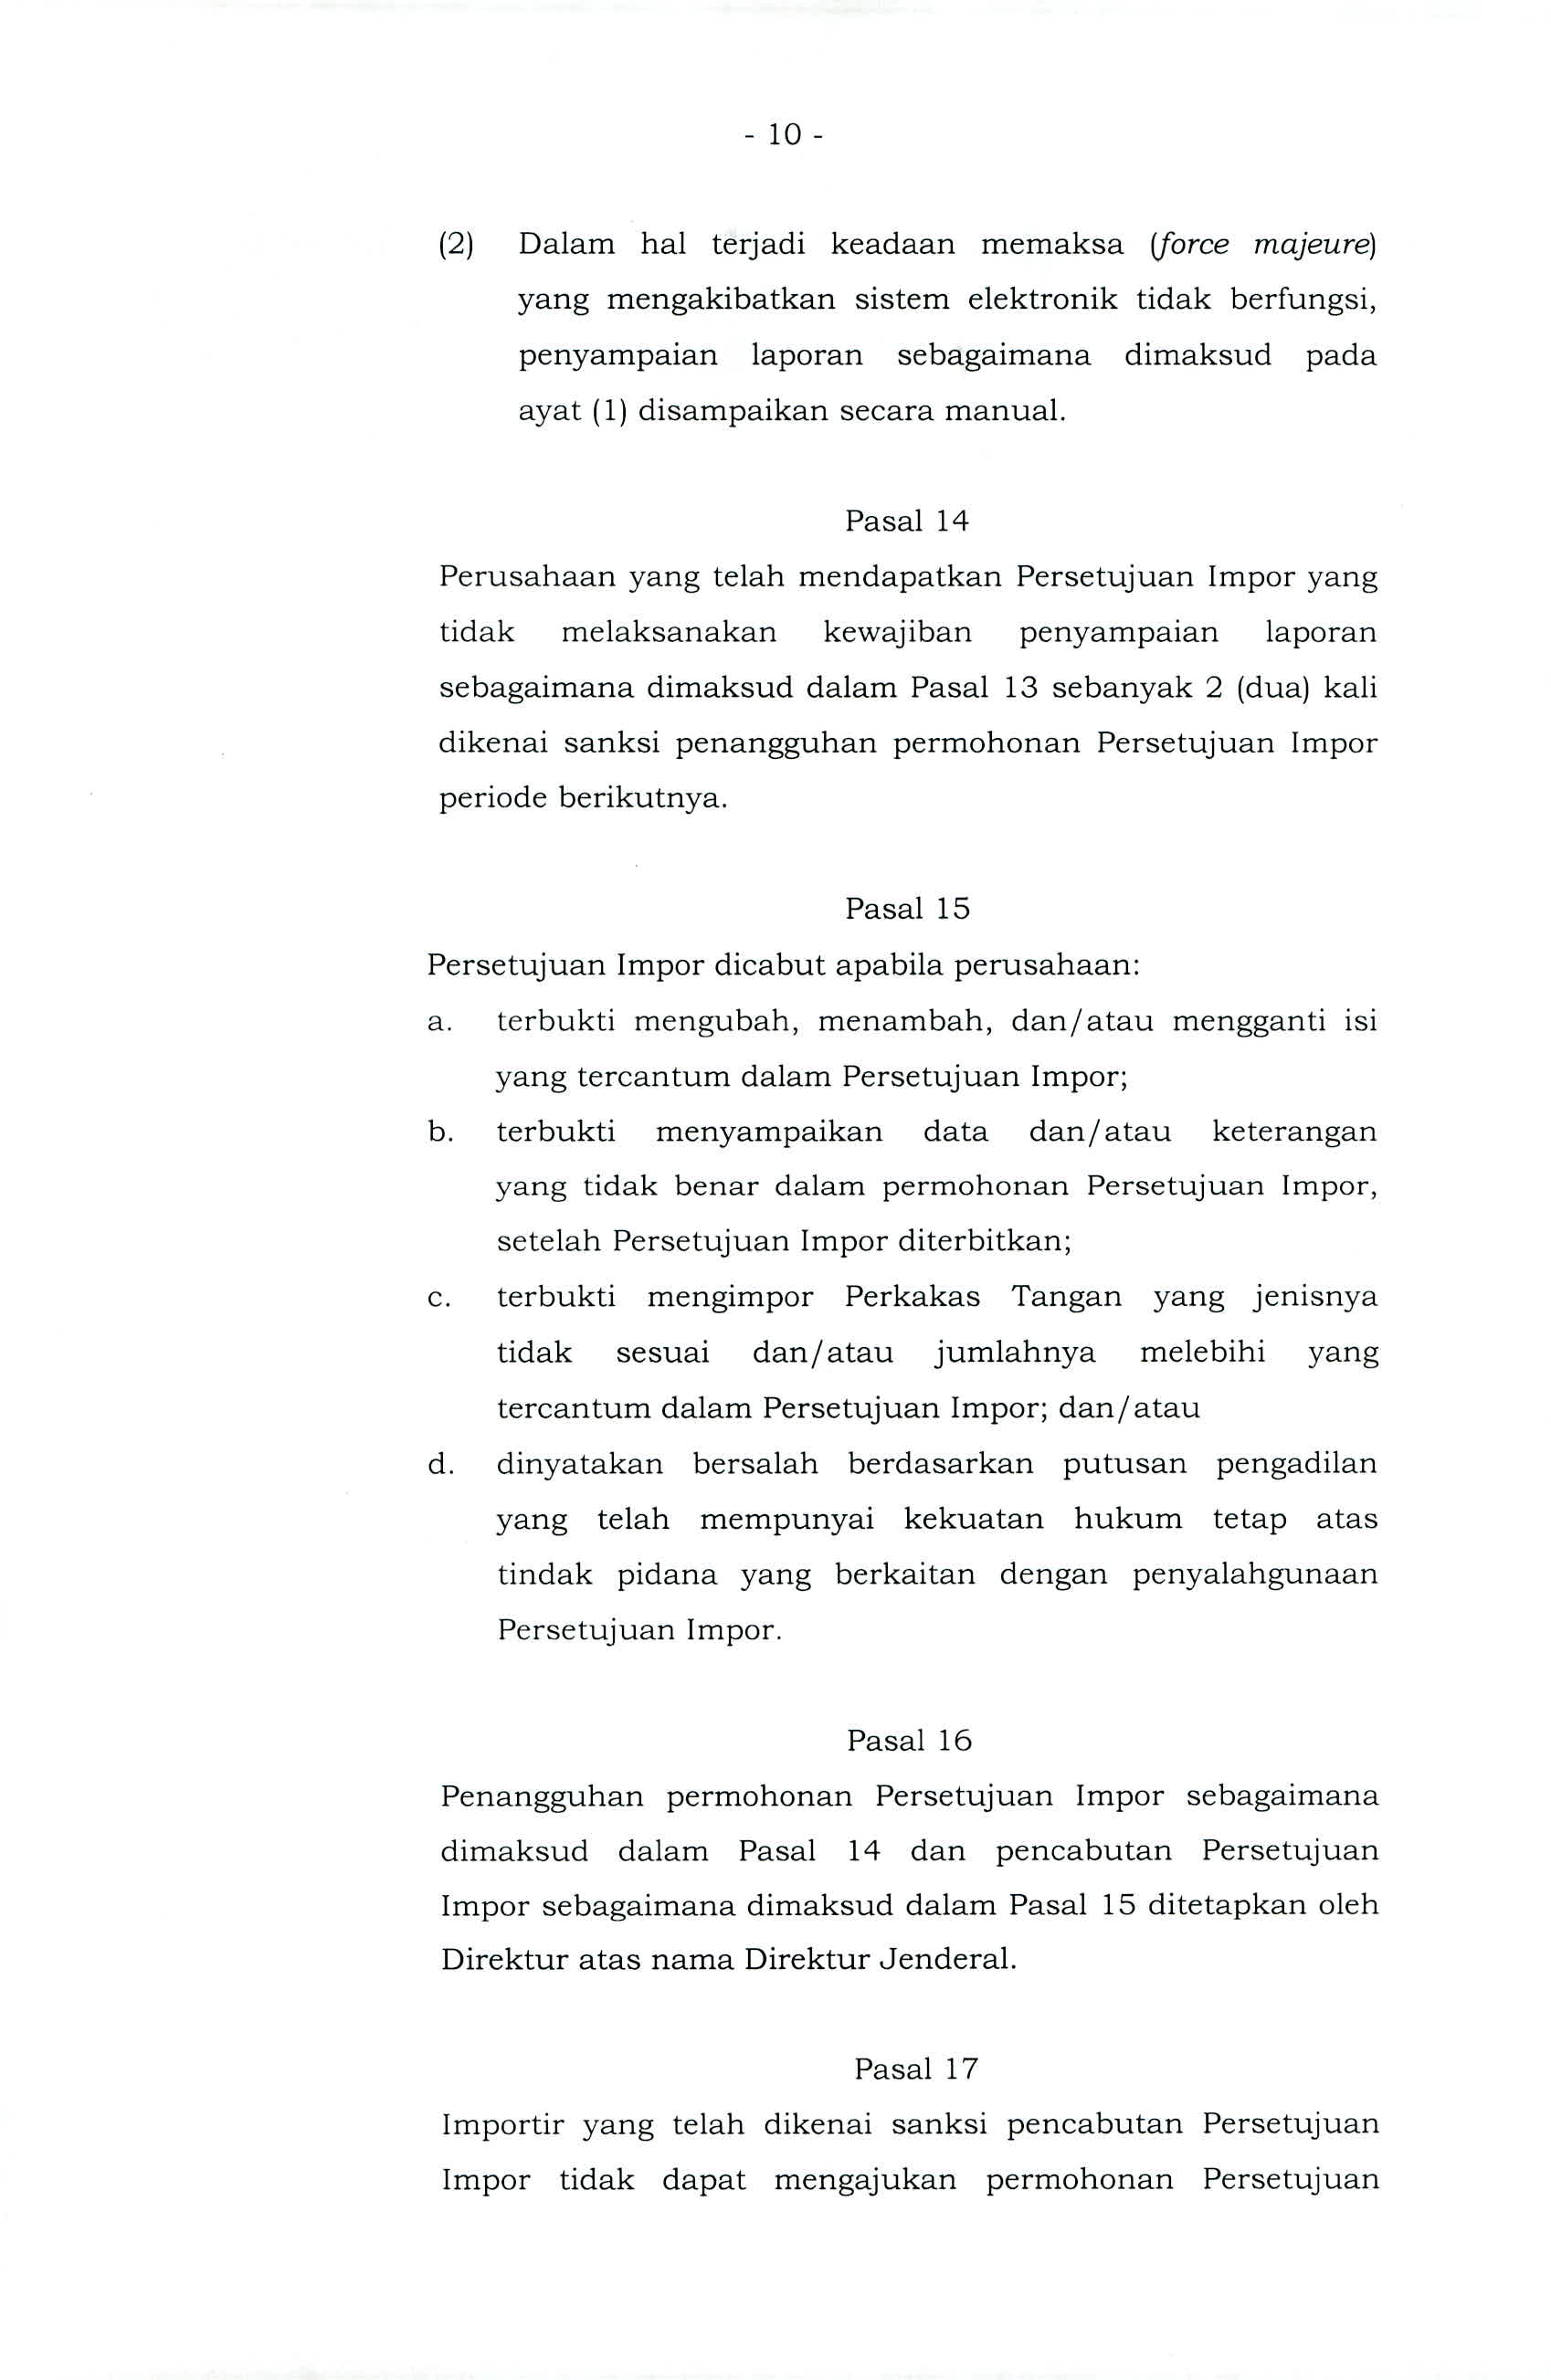 - 10 -
(2) Dalam hal terjadi keadaan memaksa (force majeure)
yang mengakibatkan sistem elektronik tidak berfungsi,
penyampaian laporan sebagaimana dimaksud pada
ayat (1) disampaikan secara manual.
Pasal 14
Perusahaan yang telah mendapatkan Persetujuan Impor yang
tidak melaksanakan kewajiban penyampaian laporan
sebagaimana dimaksud dalam Pasal 13 sebanyak 2 (dua) kali
dikenai sanksi penangguhan permohonan Persetujuan Impor
periode berikutnya.
Pasal 15
Persetujuan Impor dicabut apabila perusahaan:
a. terbukti mengubah, menambah, dan/atau mengganti isi
yang tercantum dalam Persetujuan Impor;
b. terbukti menyampaikan data dan/atau keterangan
yang tidak benar dalam permohonan Persetujuan Impor,
setelah Persetujuan Impor diterbitkan;
c. terbukti mengimpor Perkakas Tangan yang jenisnya
tidak sesuai dan/atau jumlahnya melebihi yang
tercantum dalam Persetujuan Impor; dan/atau
d. dinyatakan bersalah berdasarkan putusan pengadilan
yang telah mempunyai kekuatan hukum tetap atas
tindak pidana yang berkaitan dengan penyalahgunaan
Persetujuan Impor.
Pasal 16
Penangguhan permohonan Persetujuan Impor sebagaimana
dimaksud dalam Pasal 14 dan pencabutan Persetujuan
Impor sebagaimana dimaksud dalam Pasal 15 ditetapkan oleh
Direktur atas nama Direktur Jenderal.
Pasal 17
Importir yang telah dikenai sanksi pencabutan Persetujuan
Impor tidak dapat mengajukan permohonan Persetujuan